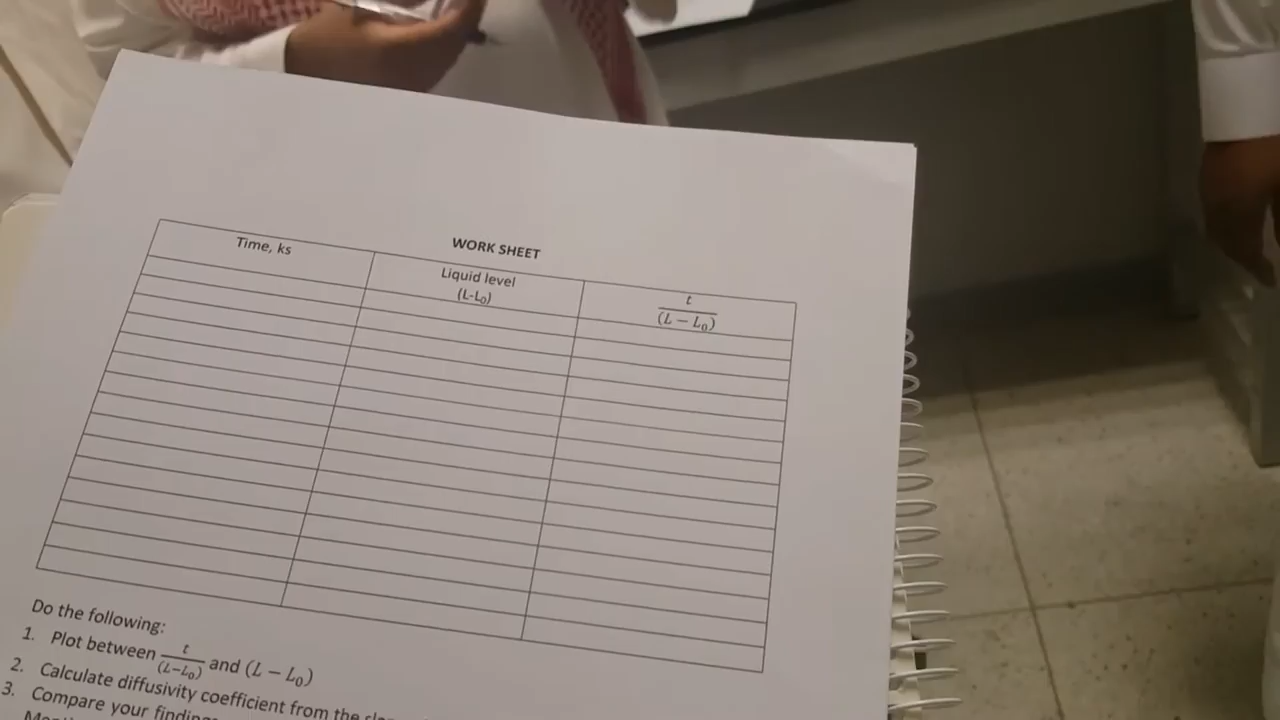 WORK SHEET
Time, ks
Liquid level
(L-L₀)
t
(L − L₀)
Do the following:
1. Plot between t/(L−L₀) and (L − L₀)
2. Calculate diffusivity coefficient from the
3. Compare your